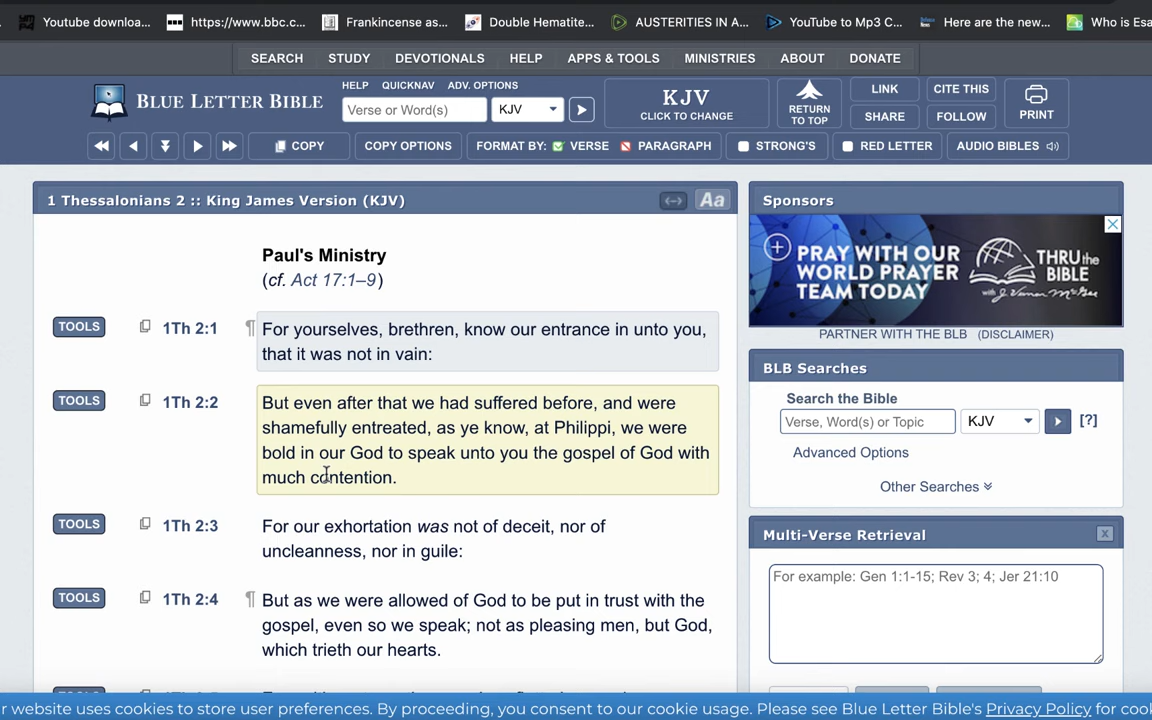 Youtube downloa...
https://www.bbc.c...
Frankincense as...
Double Hematite...
AUSTERITIES IN A...
YouTube to Mp3 C...
Here are the new...
Who is Esa
SEARCH STUDY DEVOTIONALS HELP APPS & TOOLS MINISTRIES ABOUT DONATE
BLUE LETTER BIBLE
HELP QUICKNAV ADV. OPTIONS
Verse or Word(s) KJV
KJV
CLICK TO CHANGE
RETURN
TO TOP
LINK
SHARE
CITE THIS
FOLLOW
PRINT
COPY COPY OPTIONS FORMAT BY: VERSE PARAGRAPH STRONG'S RED LETTER AUDIO BIBLES
1 Thessalonians 2 :: King James Version (KJV)
Aa
Paul's Ministry
(cf. Act 17:1–9)
TOOLS 1Th 2:1 ¶ For yourselves, brethren, know our entrance in unto you,
that it was not in vain:
TOOLS 1Th 2:2 But even after that we had suffered before, and were
shamefully entreated, as ye know, at Philippi, we were
bold in our God to speak unto you the gospel of God with
much contention.
TOOLS 1Th 2:3 For our exhortation was not of deceit, nor of
uncleanness, nor in guile:
TOOLS 1Th 2:4 ¶ But as we were allowed of God to be put in trust with the
gospel, even so we speak; not as pleasing men, but God,
which trieth our hearts.
Sponsors
PRAY WITH OUR
WORLD PRAYER
TEAM TODAY
THRU the
BIBLE
with J. Vernon McGee
PARTNER WITH THE BLB (DISCLAIMER)
BLB Searches
Search the Bible
Verse, Word(s) or Topic KJV [?]
Advanced Options
Other Searches
Multi-Verse Retrieval x
For example: Gen 1:1-15; Rev 3; 4; Jer 21:10
r website uses cookies to store user preferences. By proceeding, you consent to our cookie usage. Please see Blue Letter Bible's Privacy Policy for cook